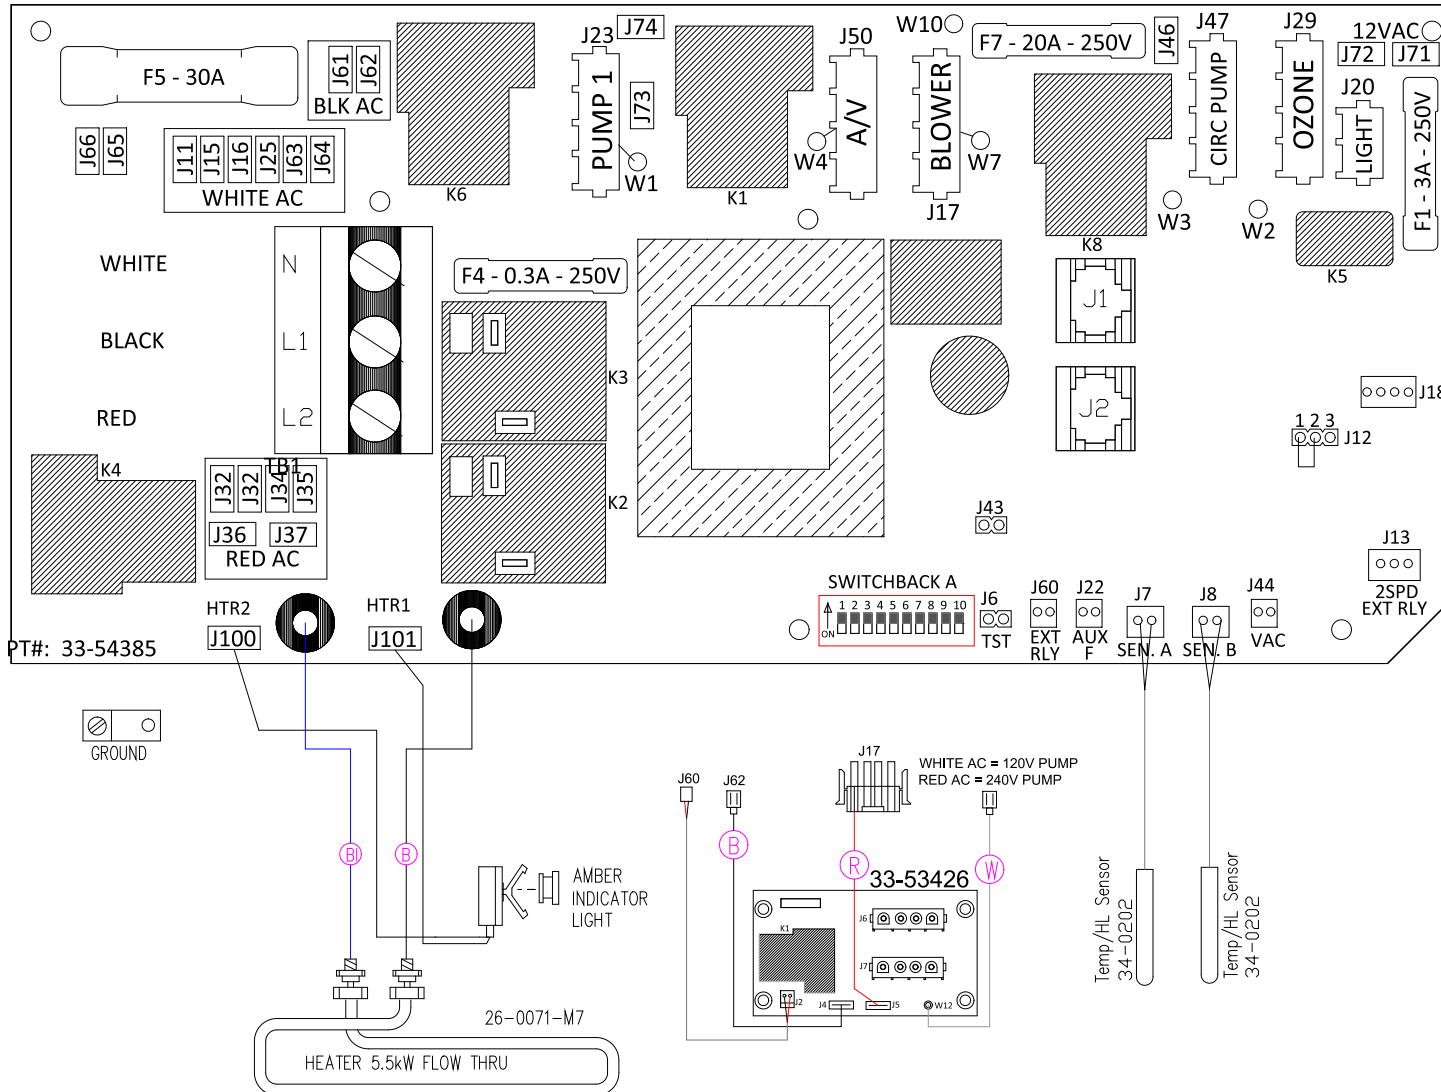 J23
J74
W10
J50
F7 - 20A - 250V
J46
J47
J29
12VAC
J72
J71
F5 - 30A
J61
J62
BLK AC
PUMP 1
J73
A/V
BLOWER
CIRC PUMP
OZONE
J20
LIGHT
F1 - 3A - 250V
J66
J65
J11
J15
J16
J25
J63
J64
WHITE AC
K6
W1
K1
W4
W7
J17
W3
W2
K8
K5
WHITE
N
F4 - 0.3A - 250V
J1
BLACK
L1
K3
J2
J18
RED
L2
1 2 3
J12
TB1
K4
J32
J32
J34
J35
K2
J36
J37
RED AC
J43
J13
2SPD
EXT RLY
SWITCHBACK A
1 2 3 4 5 6 7 8 9 10
ON
J6
TST
J60
EXT
RLY
J22
AUX
F
J7
SEN. A
J8
SEN. B
J44
VAC
HTR2
J100
HTR1
J101
PT#: 33-54385
GROUND
J60
J62
J17
WHITE AC = 120V PUMP
RED AC = 240V PUMP
Bl
B
B
R
W
AMBER
INDICATOR
LIGHT
33-53426
K1
J6
J7
J2
J4
J5
W12
Temp/HL Sensor
34-0202
Temp/HL Sensor
34-0202
26-0071-M7
HEATER 5.5kW FLOW THRU